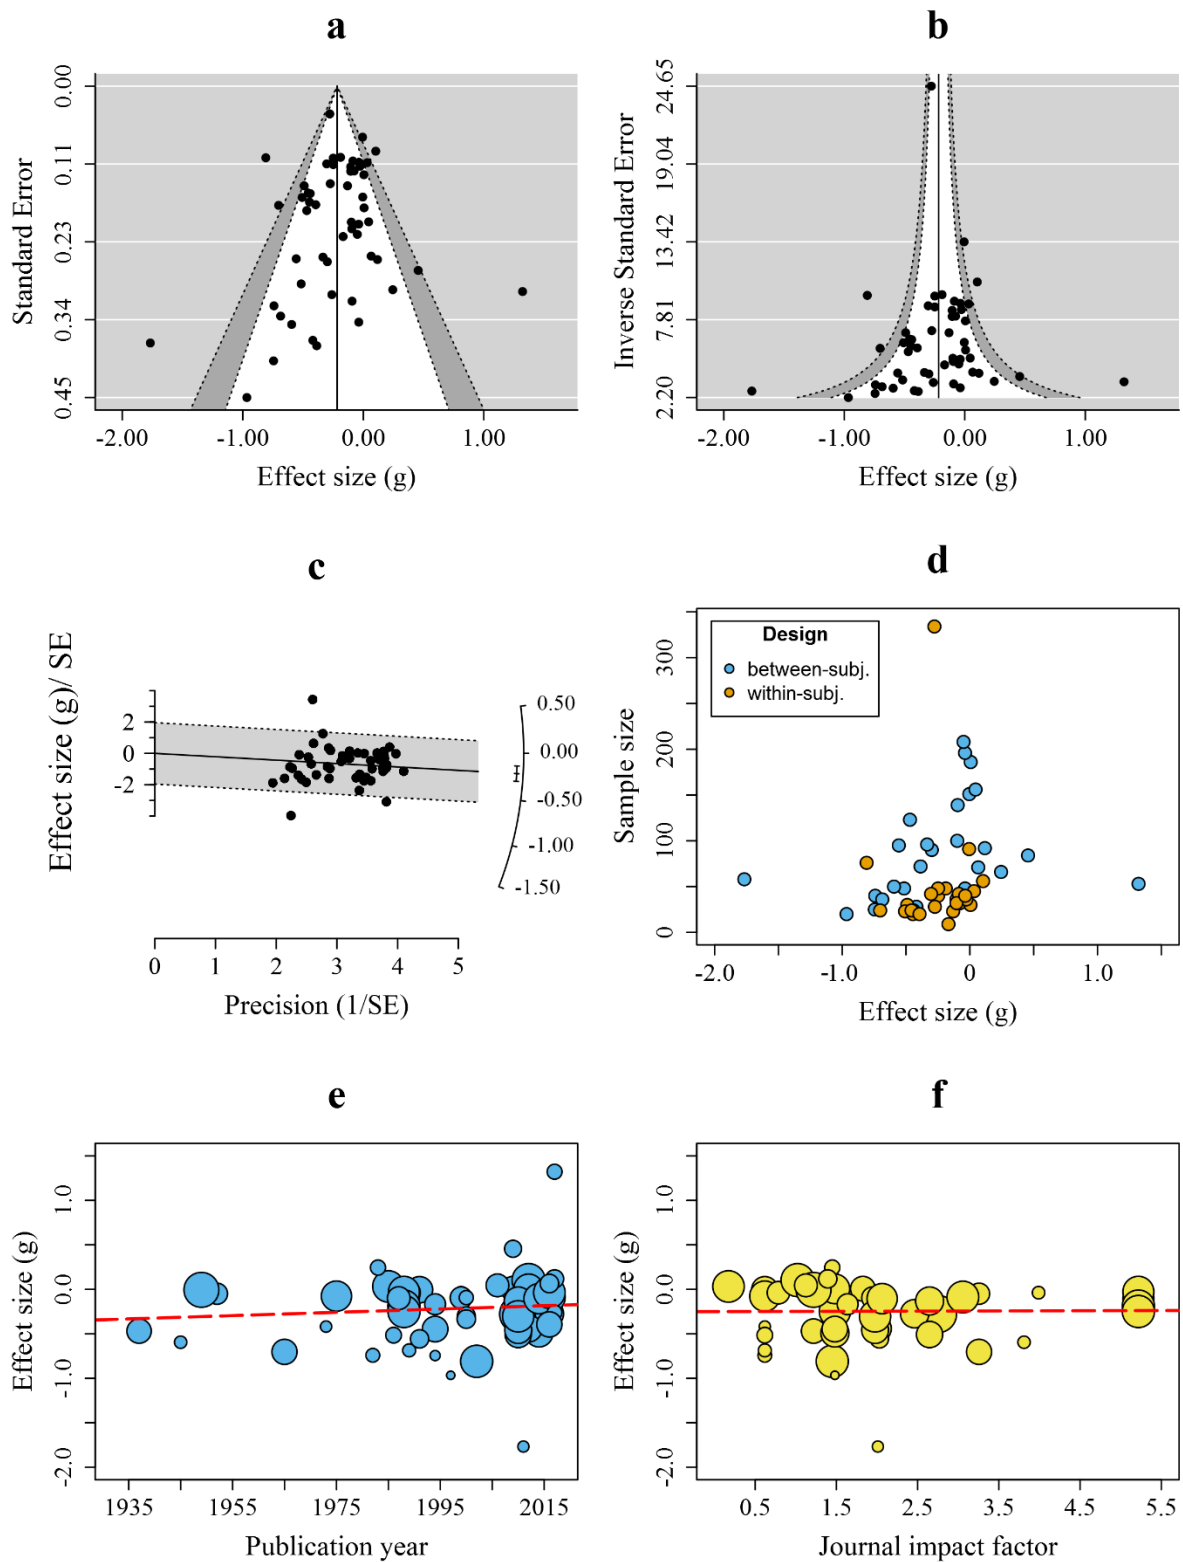 a
b
0.00
0.11
0.23
0.34
0.45
Standard Error
-2.00 -1.00 0.00 1.00
Effect size (g)
24.65
19.04
13.42
7.81
2.20
Inverse Standard Error
-2.00 -1.00 0.00 1.00
Effect size (g)
c
d
Effect size (g)/ SE
2
0
-2
0.50
0.00
-0.50
-1.00
-1.50
0 1 2 3 4 5
Precision (1/SE)
Design
between-subj.
within-subj.
300
200
100
0
Sample size
-2.0 -1.0 0 1.0
Effect size (g)
e
f
1.0
0.0
-1.0
-2.0
Effect size (g)
1935 1955 1975 1995 2015
Publication year
1.0
0.0
-1.0
-2.0
Effect size (g)
0.5 1.5 2.5 3.5 4.5 5.5
Journal impact factor